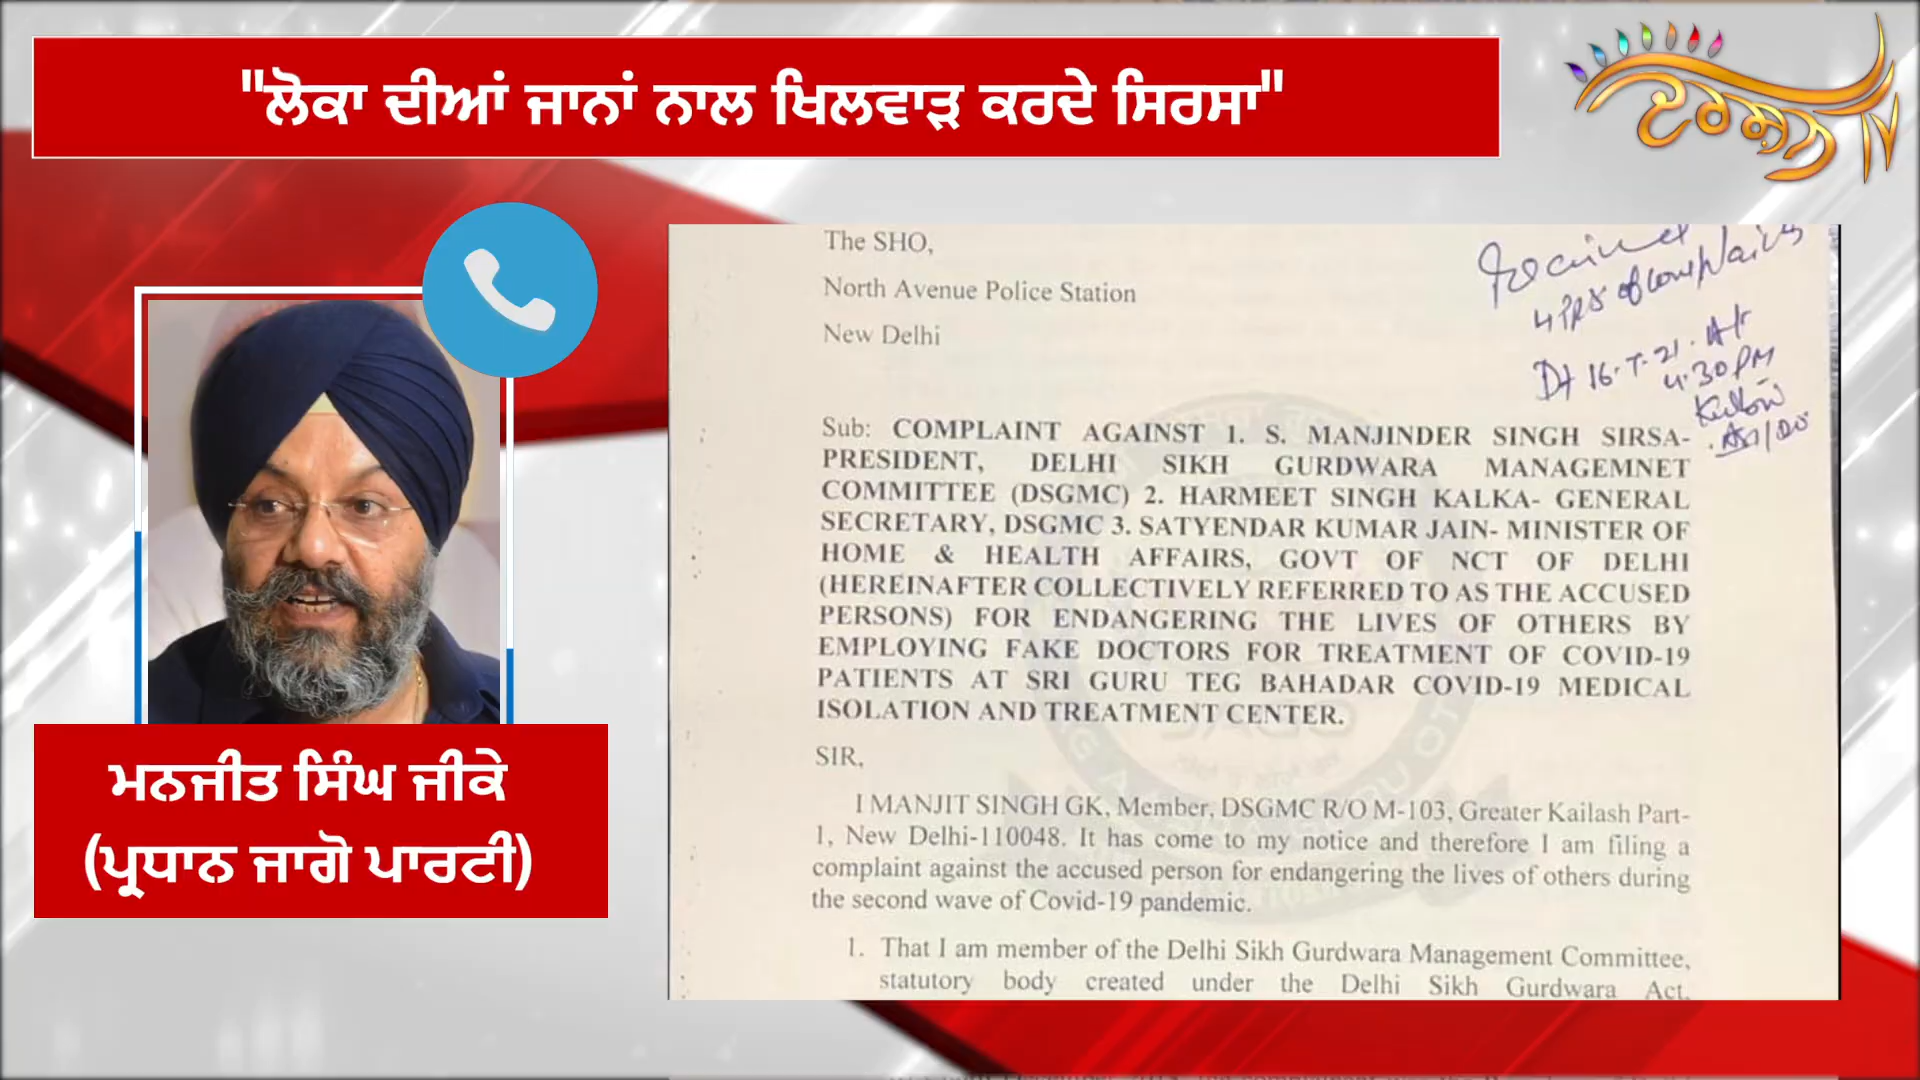 "ਲੋਕਾ ਦੀਆਂ ਜਾਨਾਂ ਨਾਲ ਖਿਲਵਾੜ ਕਰਦੇ ਸਿਰਸਾ"
ਦਰਸ਼ਨ TV
ਮਨਜੀਤ ਸਿੰਘ ਜੀਕੇ
(ਪ੍ਰਧਾਨ ਜਾਗੋ ਪਾਰਟੀ)
The SHO,
North Avenue Police Station
New Delhi
of complaint
4.30 PM
Sub: COMPLAINT AGAINST 1. S. MANJINDER SINGH SIRSA-
PRESIDENT, DELHI SIKH GURDWARA MANAGEMNET
COMMITTEE (DSGMC) 2. HARMEET SINGH KALKA- GENERAL
SECRETARY, DSGMC 3. SATYENDAR KUMAR JAIN- MINISTER OF
HOME & HEALTH AFFAIRS, GOVT OF NCT OF DELHI
(HEREINAFTER COLLECTIVELY REFERRED TO AS THE ACCUSED
PERSONS) FOR ENDANGERING THE LIVES OF OTHERS BY
EMPLOYING FAKE DOCTORS FOR TREATMENT OF COVID-19
PATIENTS AT SRI GURU TEG BAHADAR COVID-19 MEDICAL
ISOLATION AND TREATMENT CENTER.
SIR,
I MANJIT SINGH GK, Member, DSGMC R/O M-103, Greater Kailash Part-
1, New Delhi-110048. It has come to my notice and therefore I am filing a
complaint against the accused person for endangering the lives of others during
the second wave of Covid-19 pandemic.
1. That I am member of the Delhi Sikh Gurdwara Management Committee,
statutory body created under the Delhi Sikh Gurdwara Act,